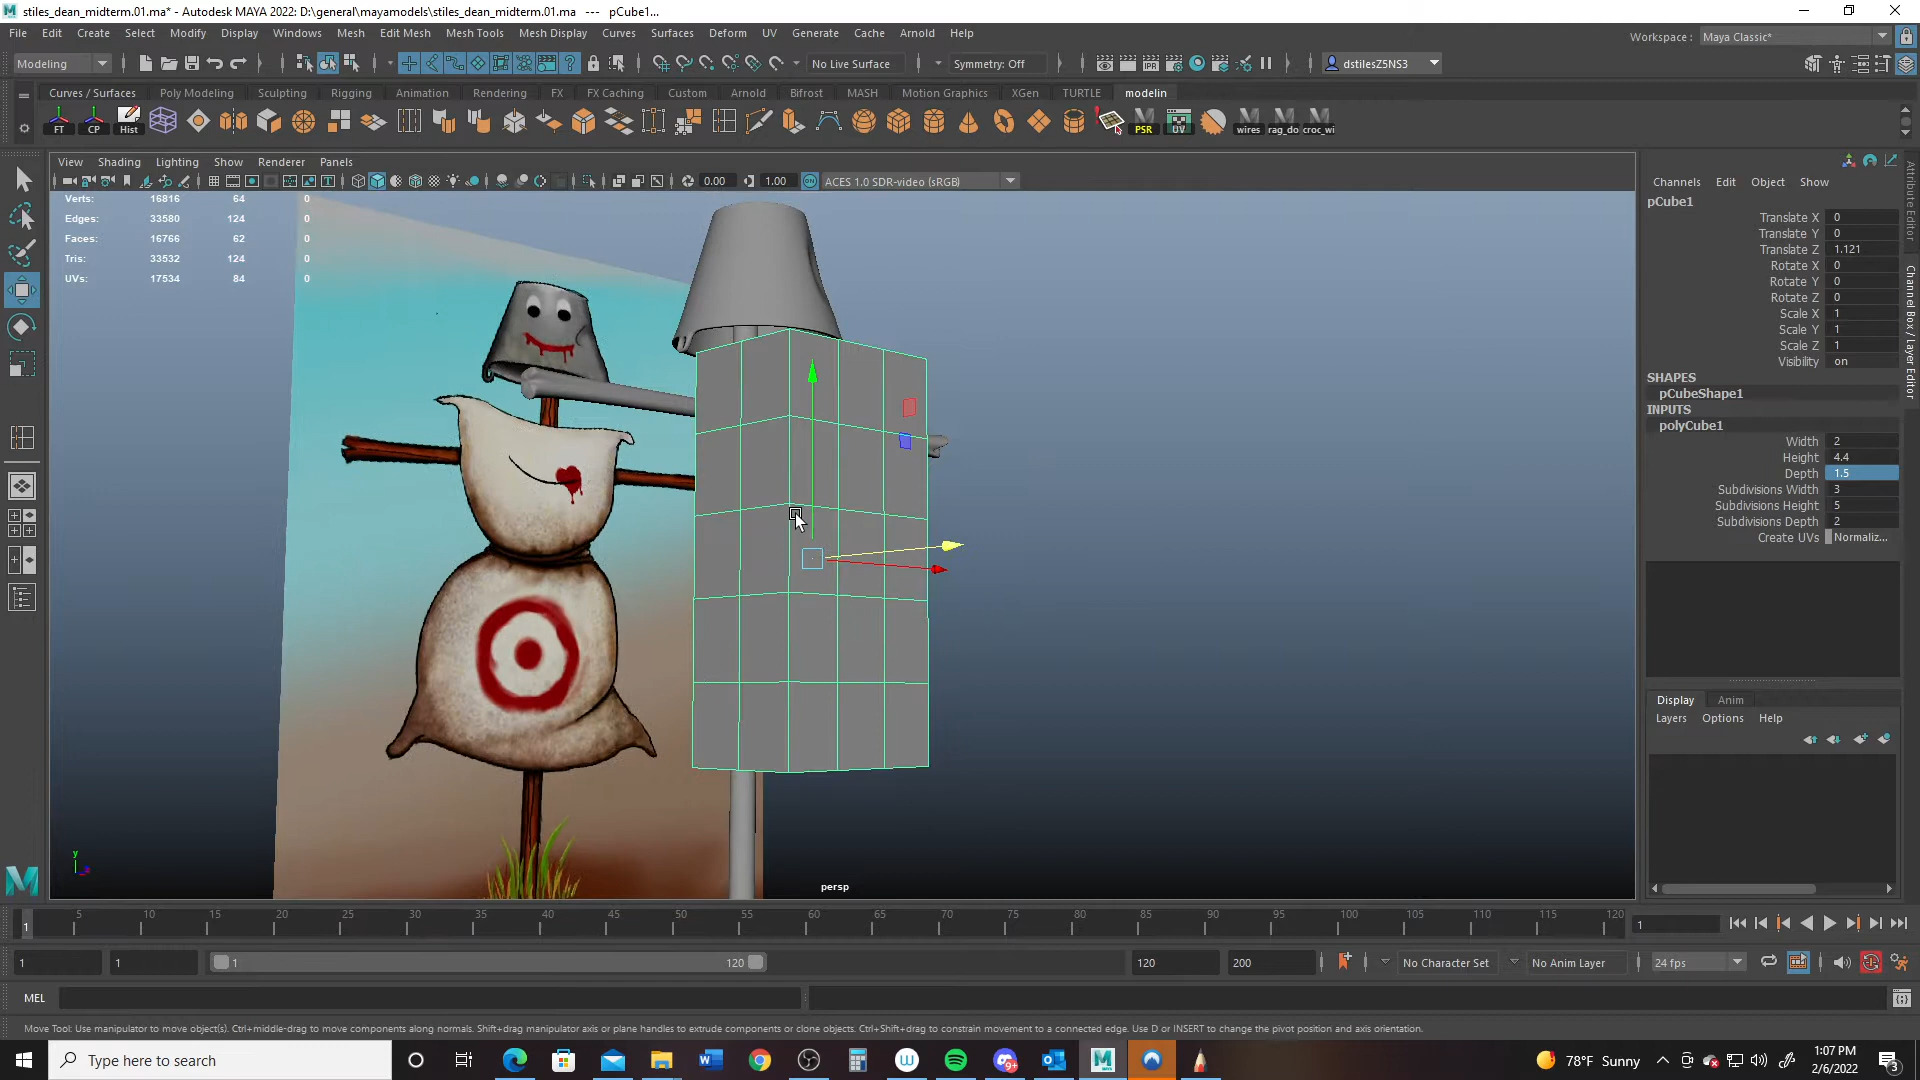 stiles_dean_midterm.01.ma* - Autodesk MAYA 2022: D:\general\mayamodels\stiles_dean_midterm.01.ma   ---   pCube1...
File Edit Create Select Modify Display Windows Mesh Edit Mesh Mesh Tools Mesh Display Curves Surfaces Deform UV Generate Cache Arnold Help
Workspace : Maya Classic*
Modeling No Live Surface Symmetry: Off dstilesZ5NS3
Curves / Surfaces Poly Modeling Sculpting Rigging Animation Rendering FX FX Caching Custom Arnold Bifrost MASH Motion Graphics XGen TURTLE modelin
FT CP Hist PSR UV wires rag_do croc_wi
View Shading Lighting Show Renderer Panels
0.00 1.00 ON ACES 1.0 SDR-video (sRGB)
Verts: 16816 64 0
Edges: 33580 124 0
Faces: 16766 62 0
Tris: 33532 124 0
UVs: 17534 84 0
y
persp
Channels Edit Object Show
pCube1
Translate X 0
Translate Y 0
Translate Z 1.121
Rotate X 0
Rotate Y 0
Rotate Z 0
Scale X 1
Scale Y 1
Scale Z 1
Visibility on
SHAPES
pCubeShape1
INPUTS
polyCube1
Width 2
Height 4.4
Depth 1.5
Subdivisions Width 3
Subdivisions Height 5
Subdivisions Depth 2
Create UVs Normaliz...
Display Anim
Layers Options Help
Attribute Editor
Channel Box / Layer Editor
5 10 15 20 25 30 35 40 45 50 55 60 65 70 75 80 85 90 95 100 105 110 115 120
1 1
1 1 1 120 120 200 No Character Set No Anim Layer 24 fps
MEL
Move Tool: Use manipulator to move object(s). Ctrl+middle-drag to move components along normals. Shift+drag manipulator axis or plane handles to extrude components or clone objects. Ctrl+Shift+drag to constrain movement to a connected edge. Use D or INSERT to change the pivot position and axis orientation.
Type here to search
9+
78°F Sunny
1:07 PM
2/6/2022
3